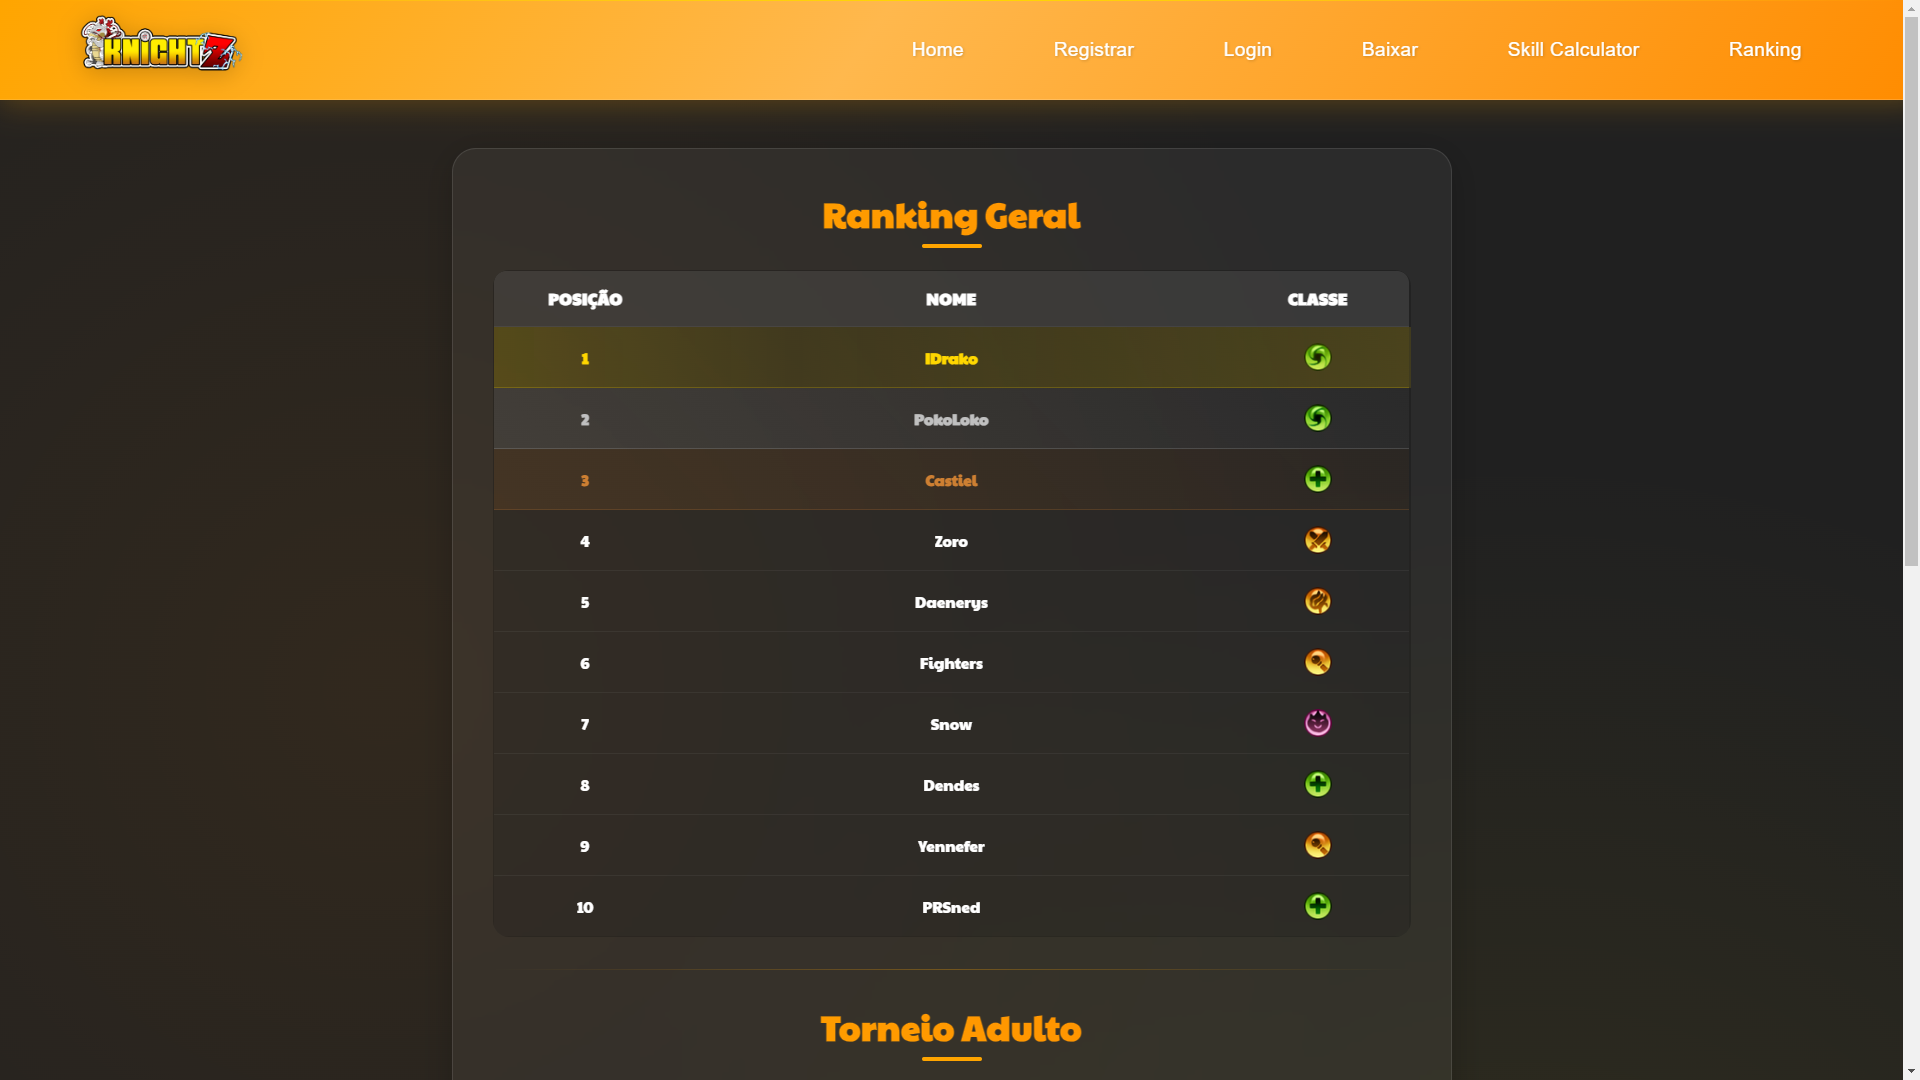 KNIGHTZ
Home Registrar Login Baixar Skill Calculator Ranking
Ranking Geral
POSIÇÃO NOME CLASSE
1 IDrako
2 PokoLoko
3 Castiel
4 Zoro
5 Daenerys
6 Fighters
7 Snow
8 Dendes
9 Yennefer
10 PRSned
Torneio Adulto